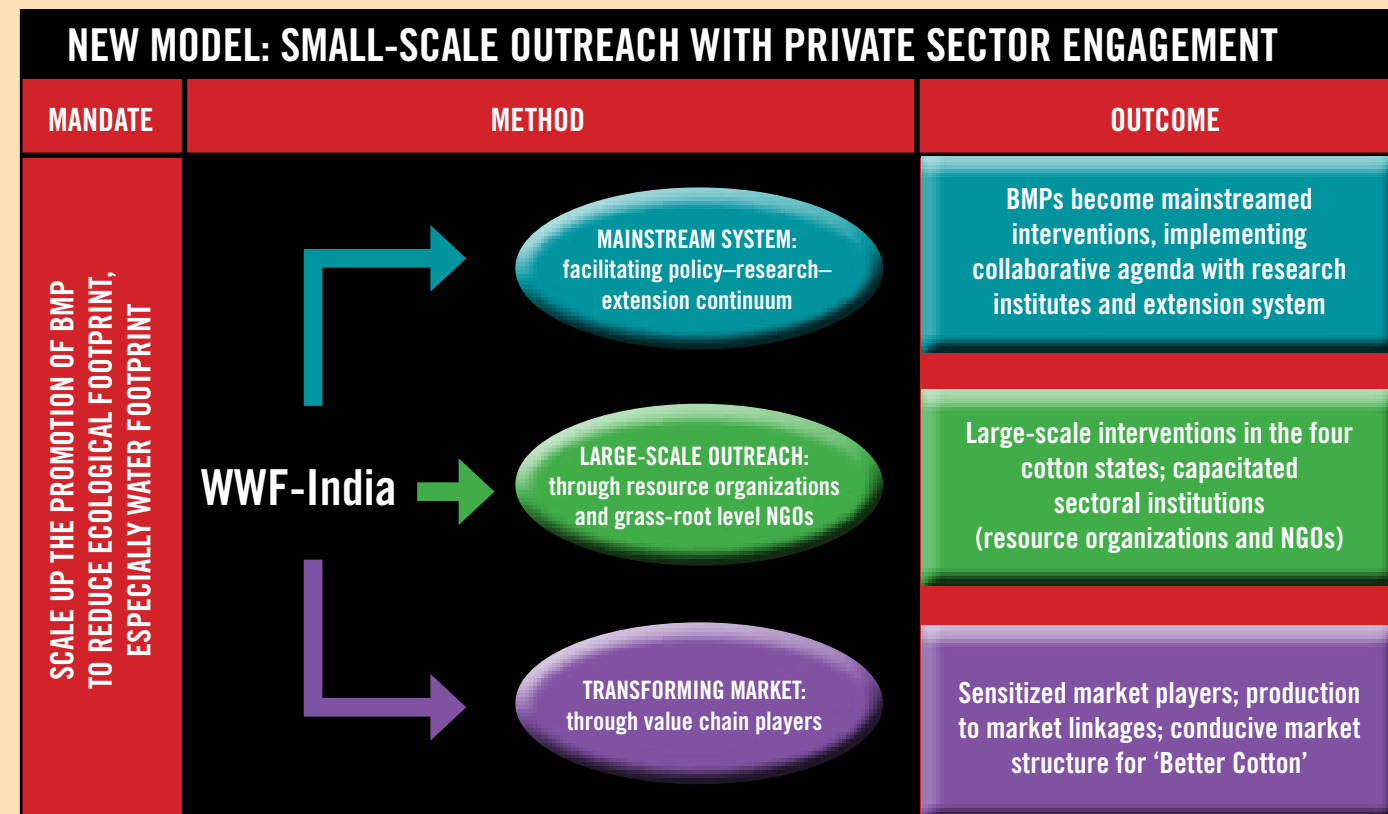 NEW MODEL: SMALL-SCALE OUTREACH WITH PRIVATE SECTOR ENGAGEMENT
MANDATE
METHOD
OUTCOME
SCALE UP THE PROMOTION OF BMP
TO REDUCE ECOLOGICAL FOOTPRINT,
ESPECIALLY WATER FOOTPRINT
WWF-India
MAINSTREAM SYSTEM:
facilitating policy–research–
extension continuum
BMPs become mainstreamed
interventions, implementing
collaborative agenda with research
institutes and extension system
LARGE-SCALE OUTREACH:
through resource organizations
and grass-root level NGOs
Large-scale interventions in the four
cotton states; capacitated
sectoral institutions
(resource organizations and NGOs)
TRANSFORMING MARKET:
through value chain players
Sensitized market players; production
to market linkages; conducive market
structure for ‘Better Cotton’